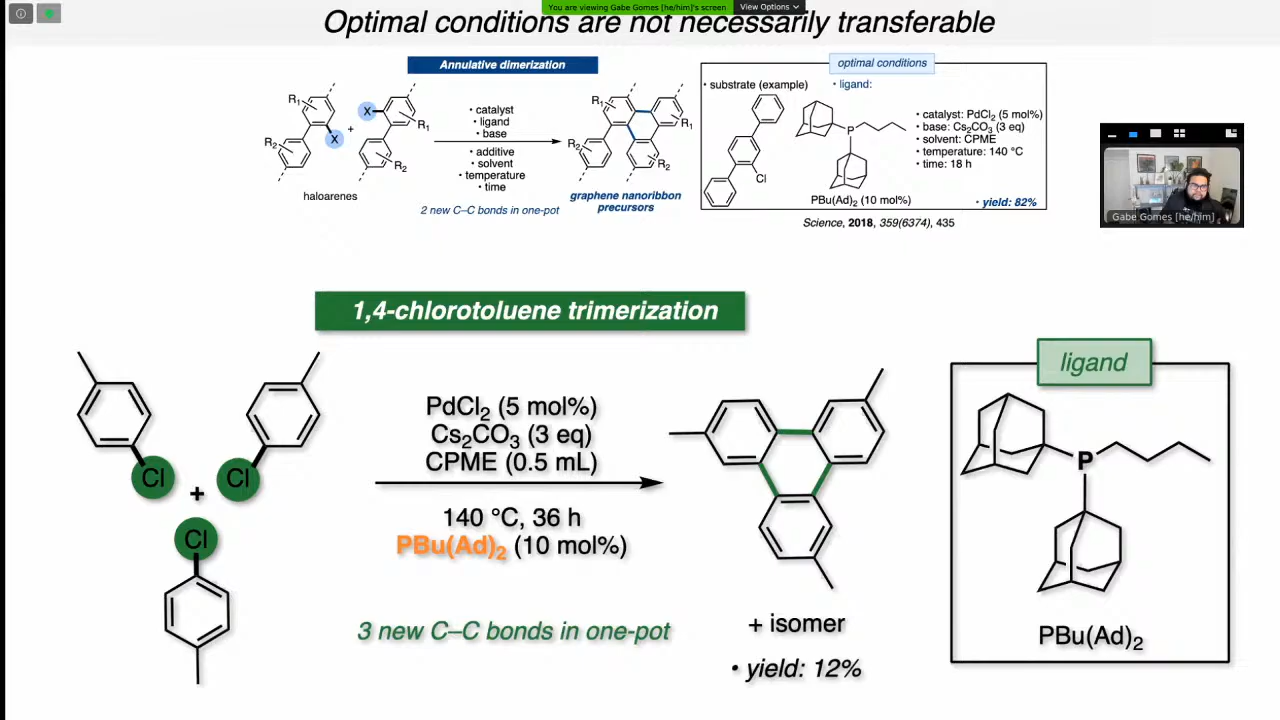 You are viewing Gabe Gomes [he/him]'s screen
View Options
Optimal conditions are not necessarily transferable
Annulative dimerization
R1
X
+
X
R1
R2
R2
haloarenes
• catalyst
• ligand
• base
• additive
• solvent
• temperature
• time
2 new C–C bonds in one-pot
R1
R1
R2
R2
graphene nanoribbon
precursors
optimal conditions
• substrate (example)
• ligand:
Cl
P
PBu(Ad)2 (10 mol%)
• catalyst: PdCl2 (5 mol%)
• base: Cs2CO3 (3 eq)
• solvent: CPME
• temperature: 140 °C
• time: 18 h
• yield: 82%
Science, 2018, 359(6374), 435
Gabe Gomes [he/him]
1,4-chlorotoluene trimerization
Cl
Cl
+
Cl
PdCl2 (5 mol%)
Cs2CO3 (3 eq)
CPME (0.5 mL)
140 °C, 36 h
PBu(Ad)2 (10 mol%)
3 new C–C bonds in one-pot
+ isomer
• yield: 12%
ligand
P
PBu(Ad)2